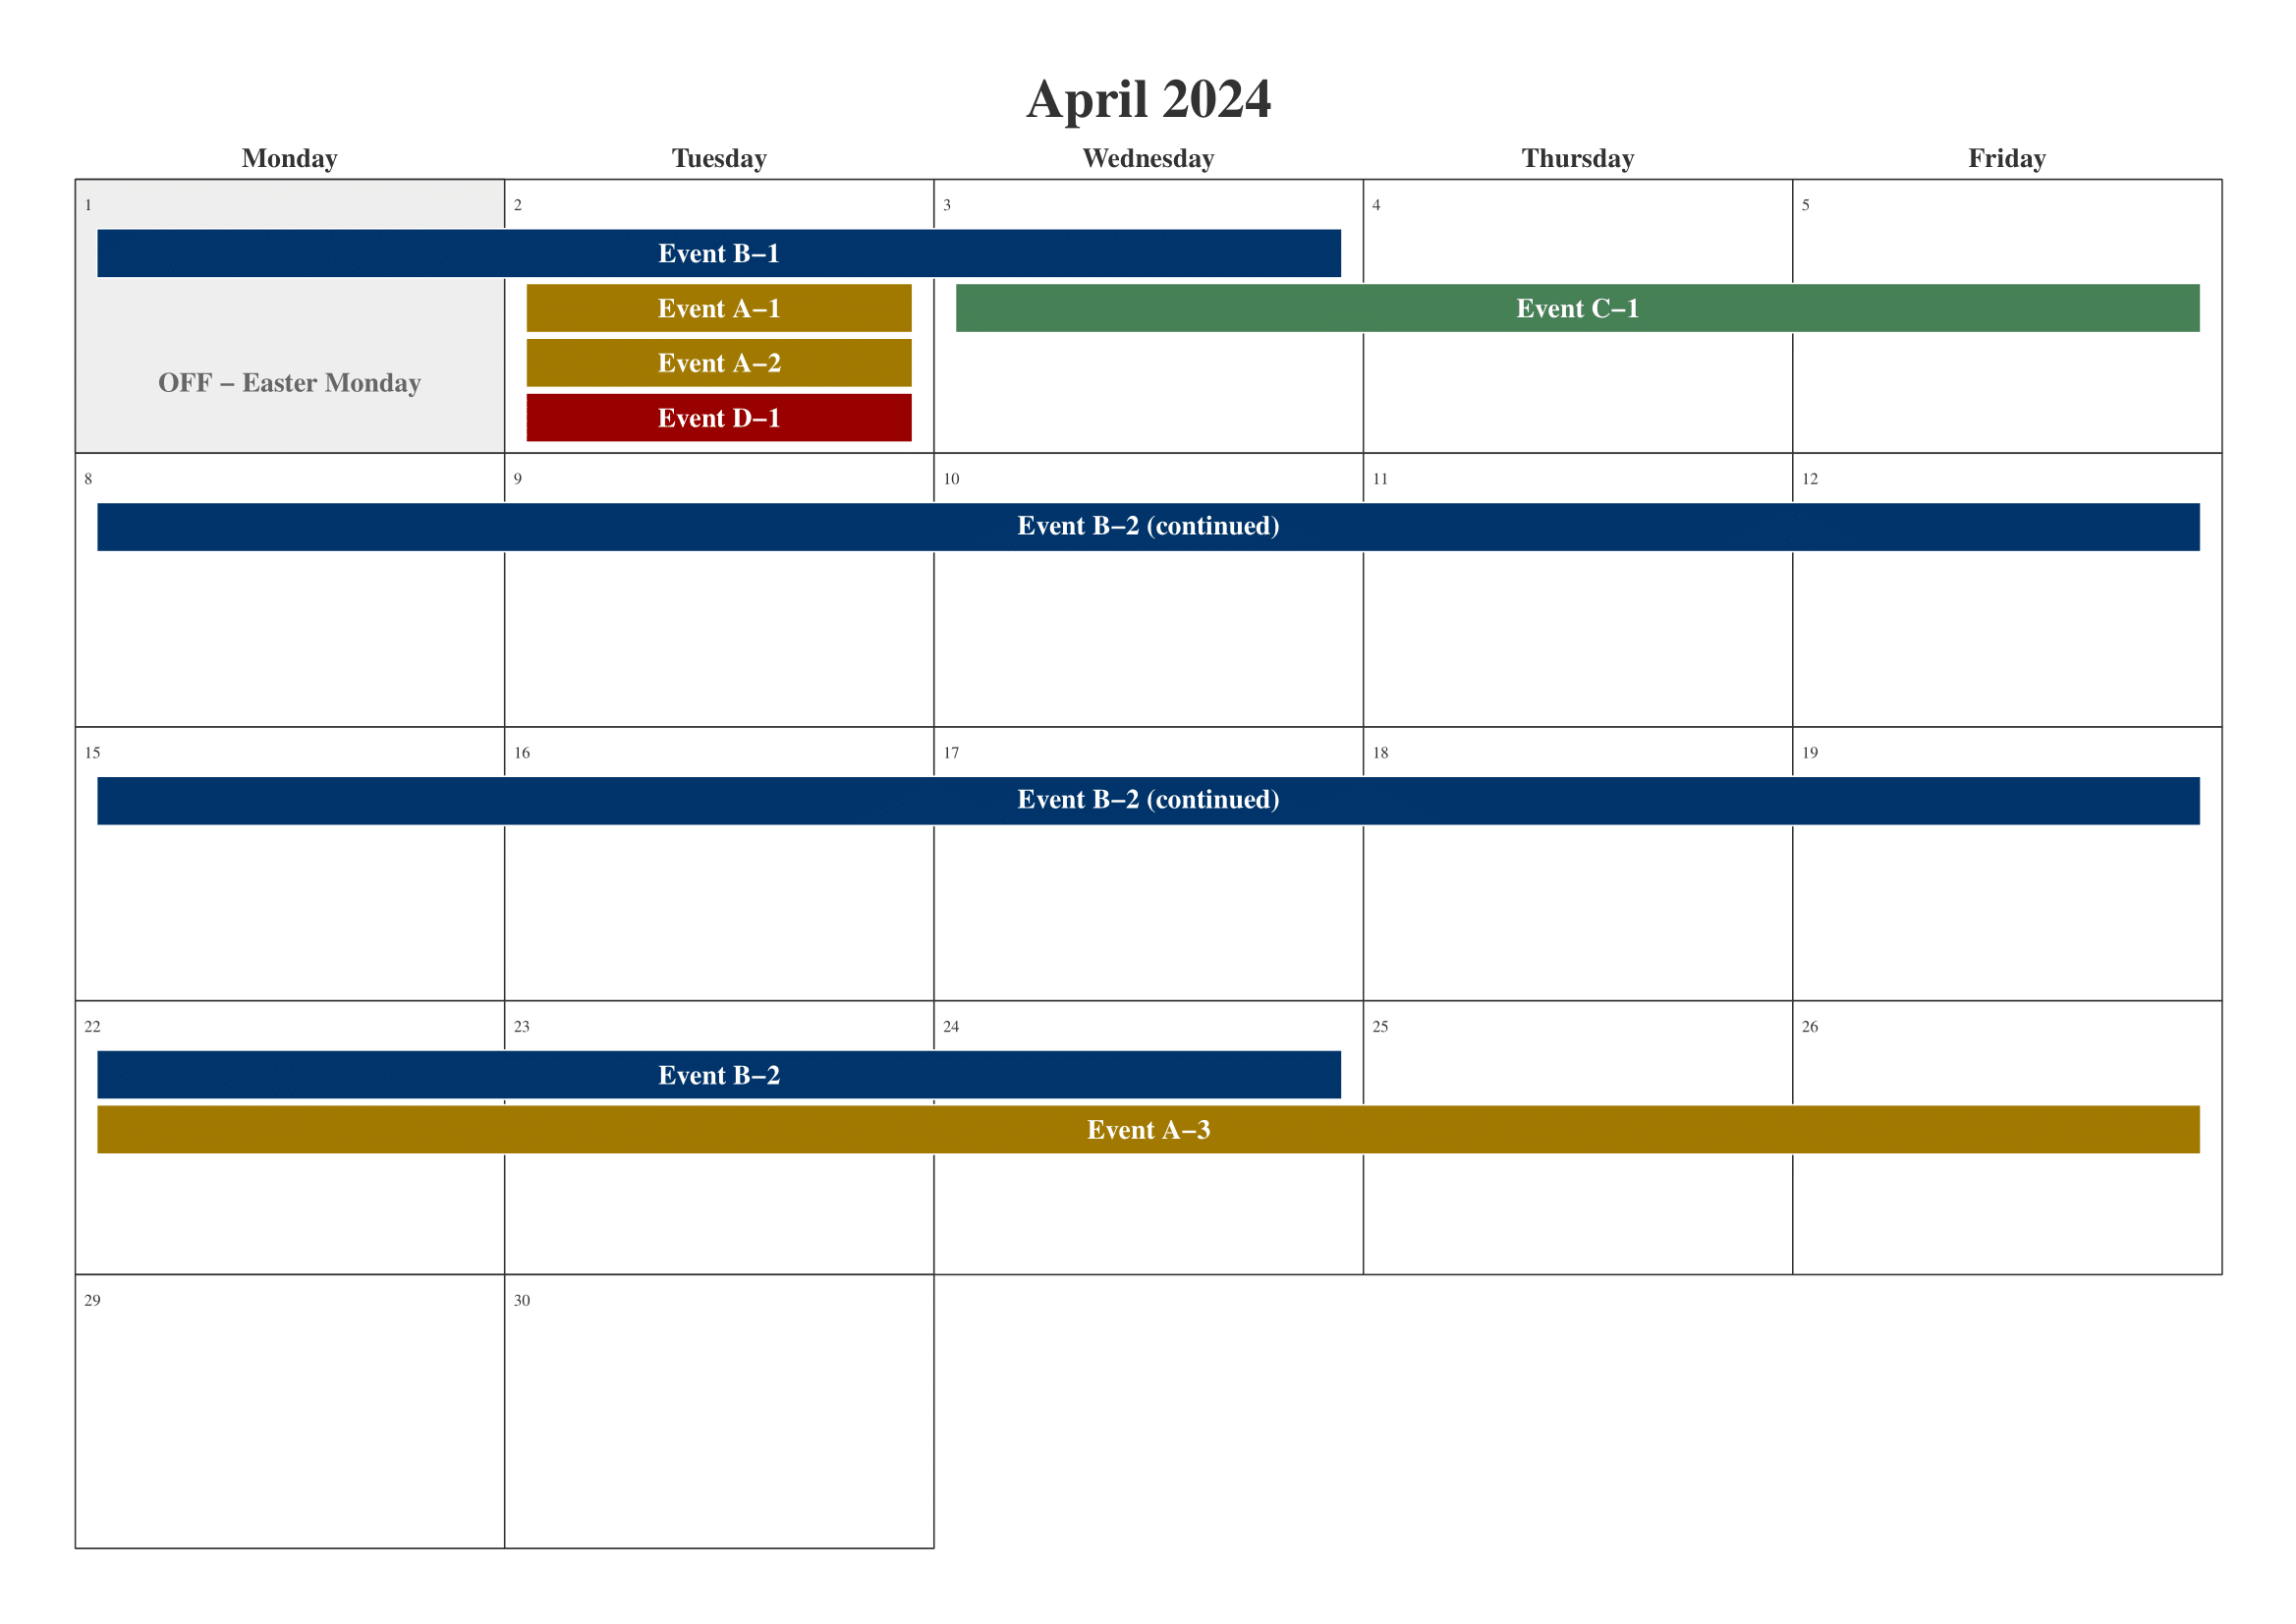 April 2024
Monday Tuesday Wednesday Thursday Friday
1 2 3 4 5
Event B–1
Event A–1 Event C–1
Event A–2
OFF – Easter Monday
Event D–1
8 9 10 11 12
Event B–2 (continued)
15 16 17 18 19
Event B–2 (continued)
22 23 24 25 26
Event B–2
Event A–3
29 30